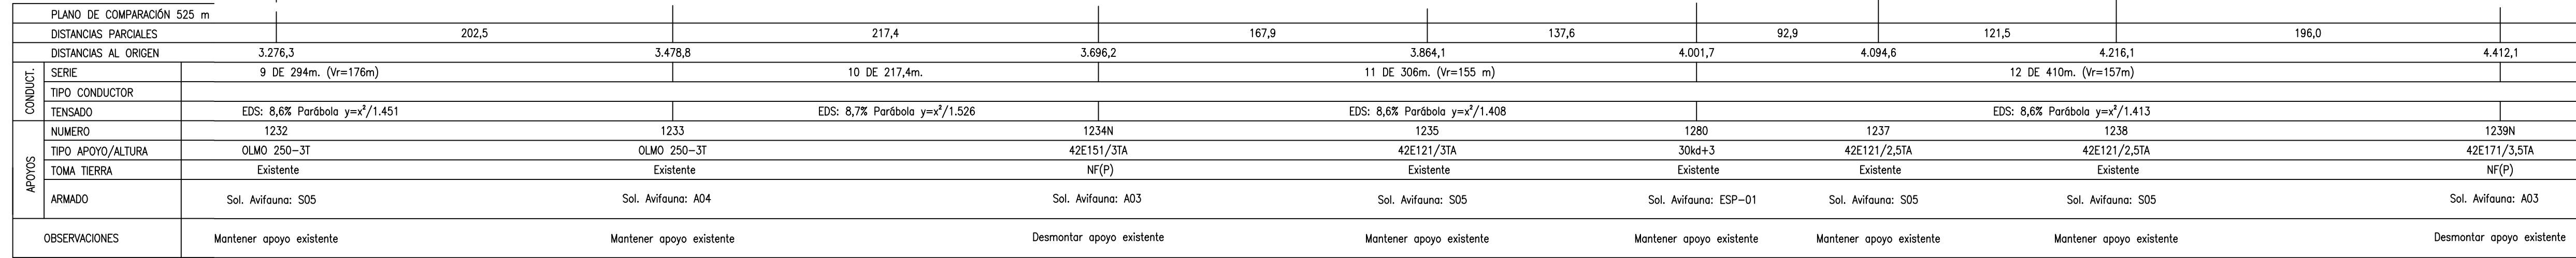 PLANO DE COMPARACIÓN 525 m
DISTANCIAS PARCIALES 202,5 217,4 167,9 137,6 92,9 121,5 196,0
DISTANCIAS AL ORIGEN 3.276,3 3.478,8 3.696,2 3.864,1 4.001,7 4.094,6 4.216,1 4.412,1
CONDUCT.
SERIE 9 DE 294m. (Vr=176m) 10 DE 217,4m. 11 DE 306m. (Vr=155 m) 12 DE 410m. (Vr=157m)
TIPO CONDUCTOR
TENSADO EDS: 8,6% Parábola y=x²/1.451 EDS: 8,7% Parábola y=x²/1.526 EDS: 8,6% Parábola y=x²/1.408 EDS: 8,6% Parábola y=x²/1.413
APOYOS
NUMERO 1232 1233 1234N 1235 1280 1237 1238 1239N
TIPO APOYO/ALTURA OLMO 250-3T OLMO 250-3T 42E151/3TA 42E121/3TA 30kd+3 42E121/2,5TA 42E121/2,5TA 42E171/3,5TA
TOMA TIERRA Existente Existente NF(P) Existente Existente Existente Existente NF(P)
ARMADO Sol. Avifauna: S05 Sol. Avifauna: A04 Sol. Avifauna: A03 Sol. Avifauna: S05 Sol. Avifauna: ESP-01 Sol. Avifauna: S05 Sol. Avifauna: S05 Sol. Avifauna: A03
OBSERVACIONES Mantener apoyo existente Mantener apoyo existente Desmontar apoyo existente Mantener apoyo existente Mantener apoyo existente Mantener apoyo existente Mantener apoyo existente Desmontar apoyo existente